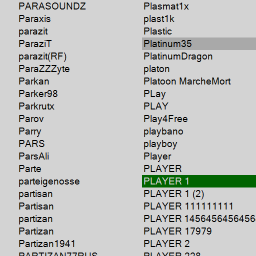 PARASOUNDZ
Paraxis
parazit
ParaziT
parazit(RF)
ParaZZZyte
Parkan
Parker98
Parkrutx
Parov
Parry
PARS
ParsAli
Parte
parteigenosse
partisan
Partisan
partizan
Partizan
Partizan1941
PARTIZAN77RUS
Plasmat1x
plast1k
Plastic
Platinum35
PlatinumDragon
platon
Platoon MarcheMort
PLay
PLAY
Play4Free
playbano
playboy
Player
PLAYER
PLAYER 1
PLAYER 1 (2)
PLAYER 111111111
PLAYER 1456456456456
PLAYER 17979
PLAYER 2
PLAYER 228